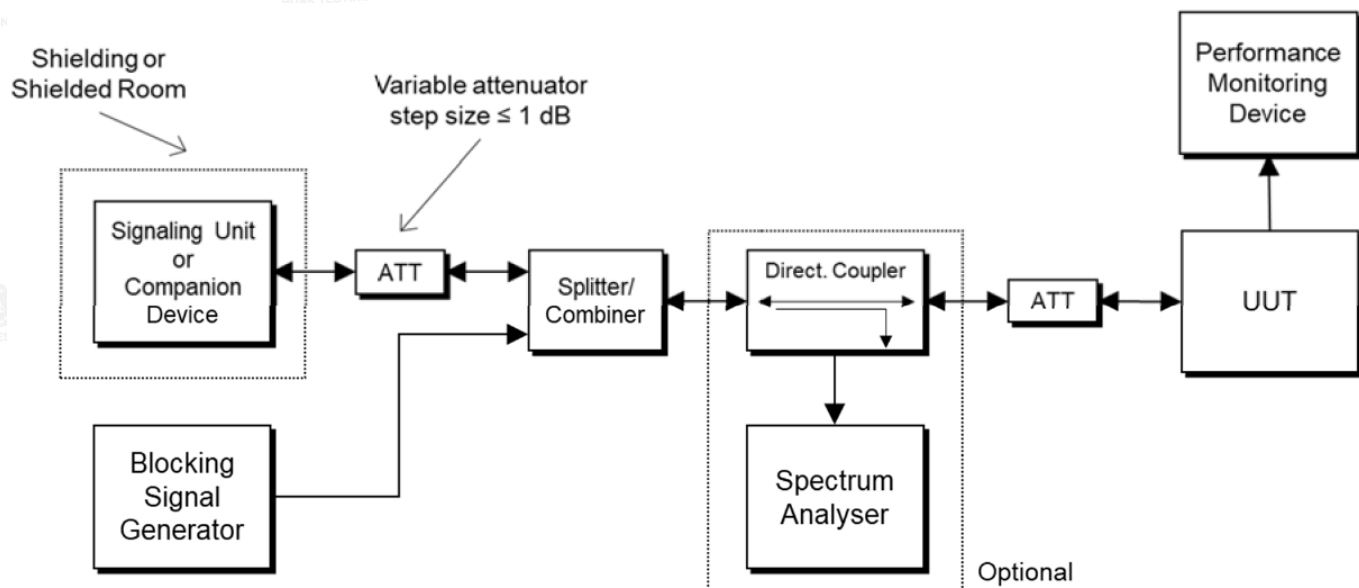 Shielding or
Shielded Room
Variable attenuator
step size ≤ 1 dB
Performance
Monitoring
Device
Signaling Unit
or
Companion
Device
ATT
Splitter/
Combiner
Direct. Coupler
ATT
UUT
Blocking
Signal
Generator
Spectrum
Analyser
Optional